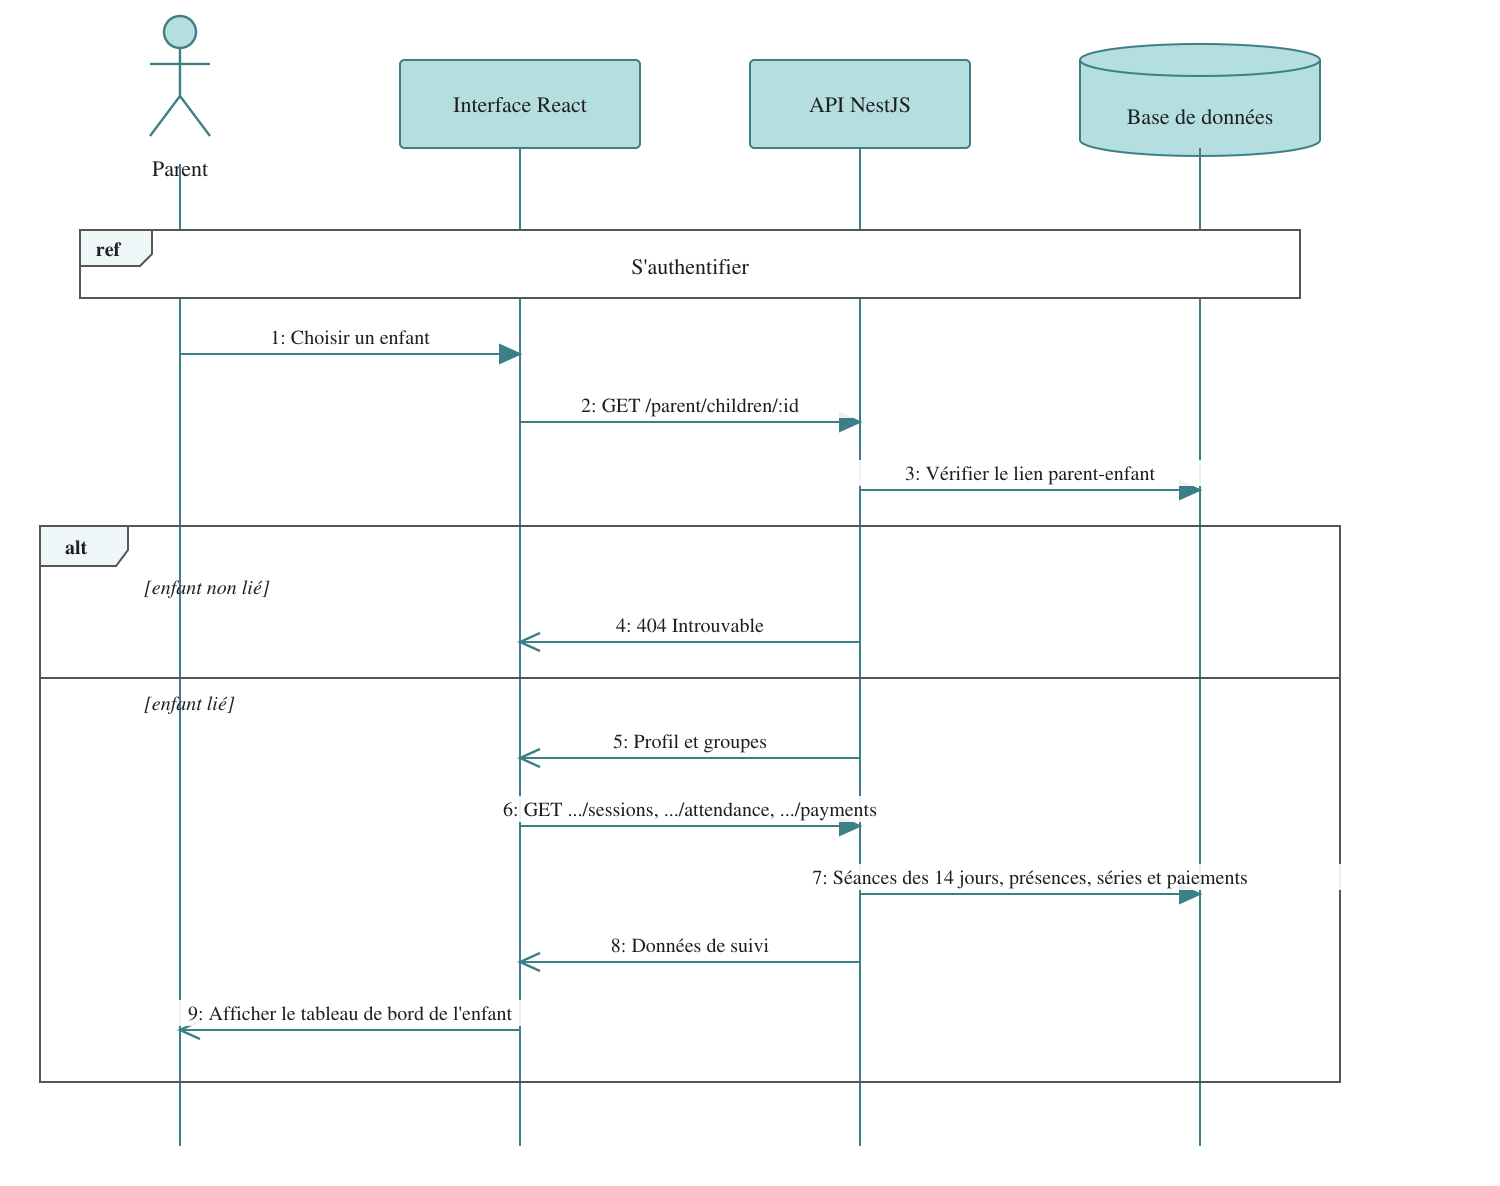 Parent
Interface React
API NestJS
Base de données
ref
S'authentifier
1: Choisir un enfant
2: GET /parent/children/:id
3: Vérifier le lien parent-enfant
alt
[enfant non lié]
4: 404 Introuvable
[enfant lié]
5: Profil et groupes
6: GET .../sessions, .../attendance, .../payments
7: Séances des 14 jours, présences, séries et paiements
8: Données de suivi
9: Afficher le tableau de bord de l'enfant